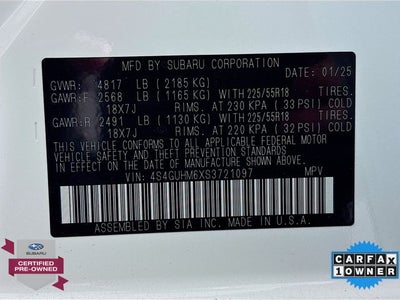 MFD BY SUBARU CORPORATION
DATE: 01/25
GVWR: 4817 LB (2185 KG)
GAWR:F 2568 LB (1165 KG) WITH 225/55R18 TIRES.
18X7J RIMS. AT 230 KPA (33 PSI) COLD
GAWR:R 2491 LB (1130 KG) WITH 225/55R18 TIRES.
18X7J RIMS. AT 220 KPA (32 PSI) COLD
THIS VEHICLE CONFORMS TO ALL APPLICABLE FEDERAL
MOTOR VEHICLE SAFETY AND THEFT PREVENTION STANDARDS
IN EFFECT ON THE DATE OF MANUFACTURE SHOWN ABOVE.
VIN: 4S4GUHM6XS3721097 MPV
ASSEMBLED BY SIA INC. MADE IN U.S.A.
SUBARU
CERTIFIED
PRE-OWNED
CARFAX
1 OWNER